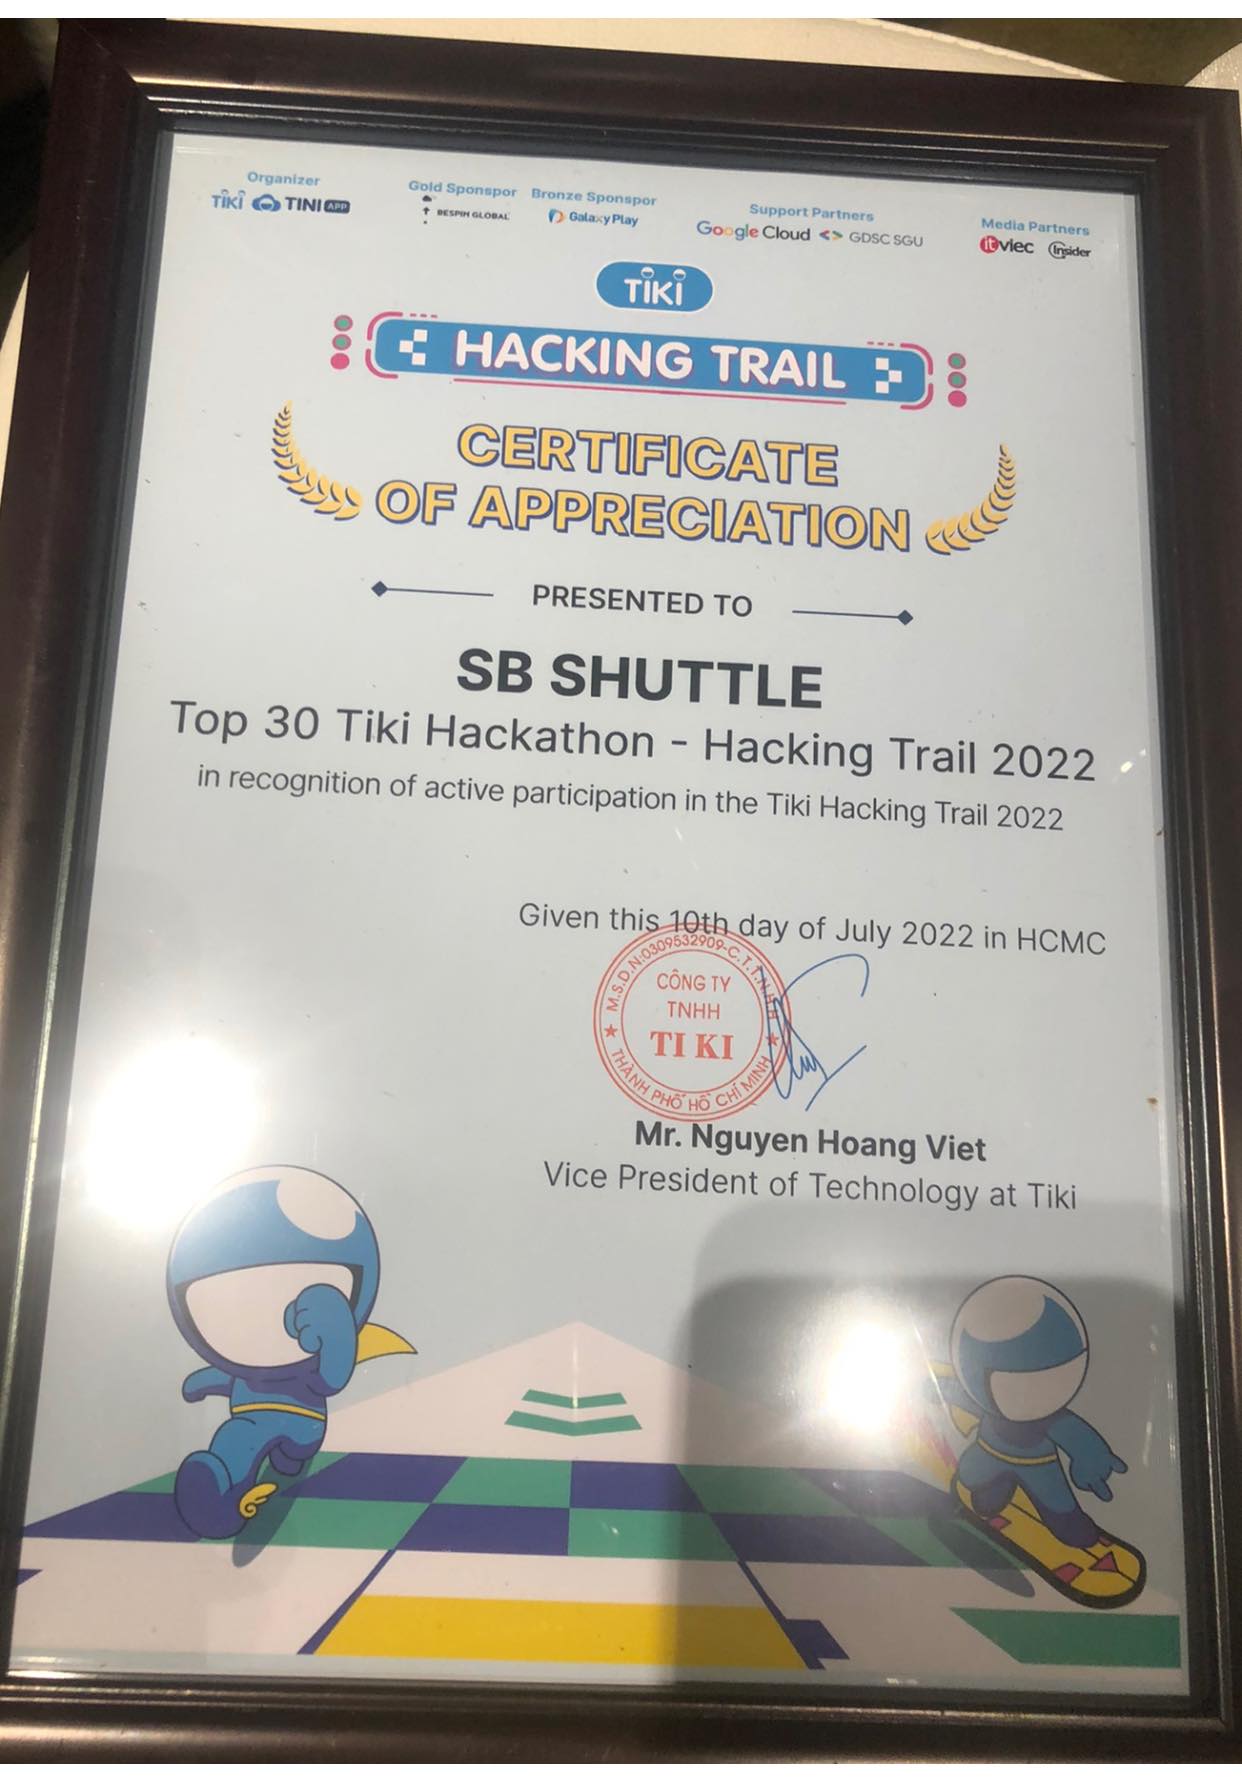 Organizer
TIKI TINI APP
Gold Sponspor
BESPIN GLOBAL
Bronze Sponspor
Galaxy Play
Support Partners
Google Cloud GDSC SGU
Media Partners
itviec Insider
TIKI
HACKING TRAIL
CERTIFICATE
OF APPRECIATION
PRESENTED TO
SB SHUTTLE
Top 30 Tiki Hackathon - Hacking Trail 2022
in recognition of active participation in the Tiki Hacking Trail 2022
Given this 10th day of July 2022 in HCMC
M.S.D.N:0309532909-C.T.T.N.H.H
CÔNG TY
TNHH
TI KI
THÀNH PHỐ HỒ CHÍ MINH
Mr. Nguyen Hoang Viet
Vice President of Technology at Tiki